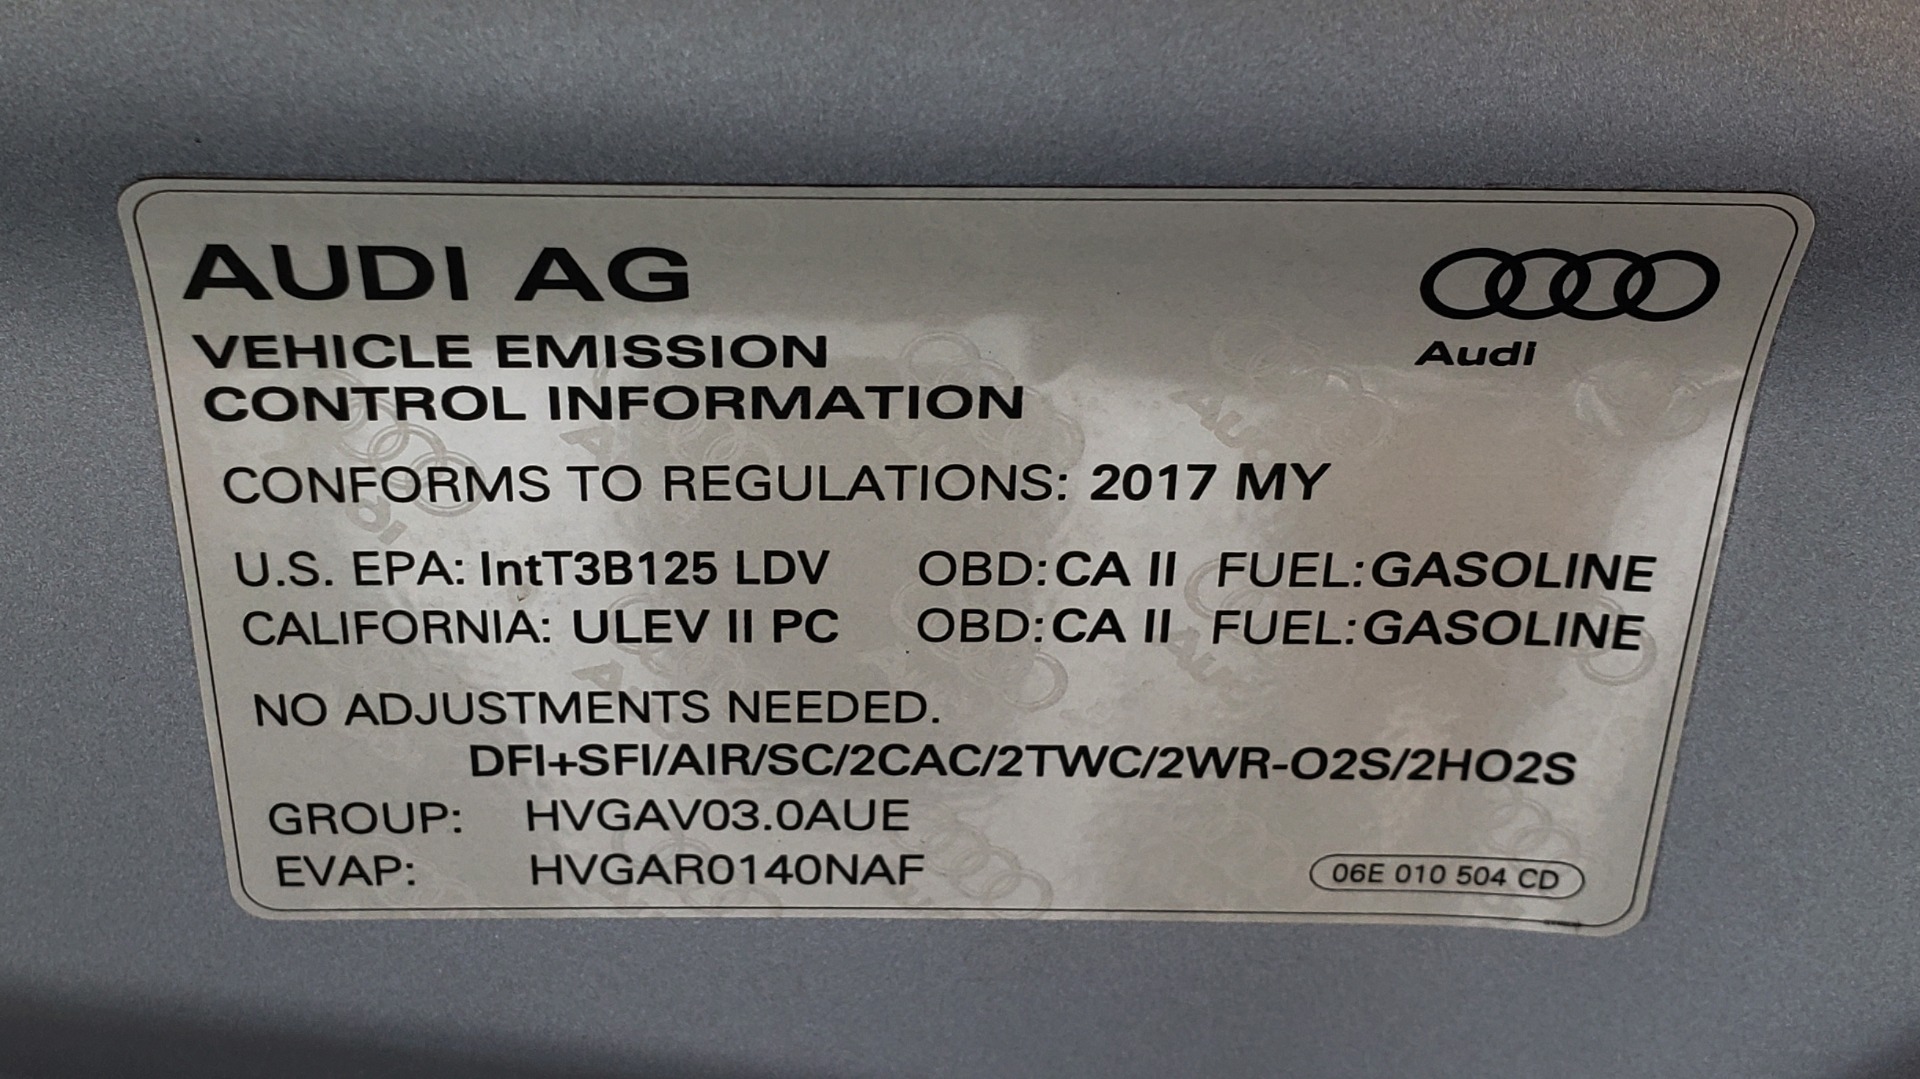 AUDI AG
Audi
VEHICLE EMISSION
CONTROL INFORMATION
CONFORMS TO REGULATIONS: 2017 MY
U.S. EPA: IntT3B125 LDV OBD: CA II FUEL: GASOLINE
CALIFORNIA: ULEV II PC OBD: CA II FUEL: GASOLINE
NO ADJUSTMENTS NEEDED.
DFI+SFI/AIR/SC/2CAC/2TWC/2WR-O2S/2HO2S
GROUP: HVGAV03.0AUE
EVAP: HVGAR0140NAF
06E 010 504 CD